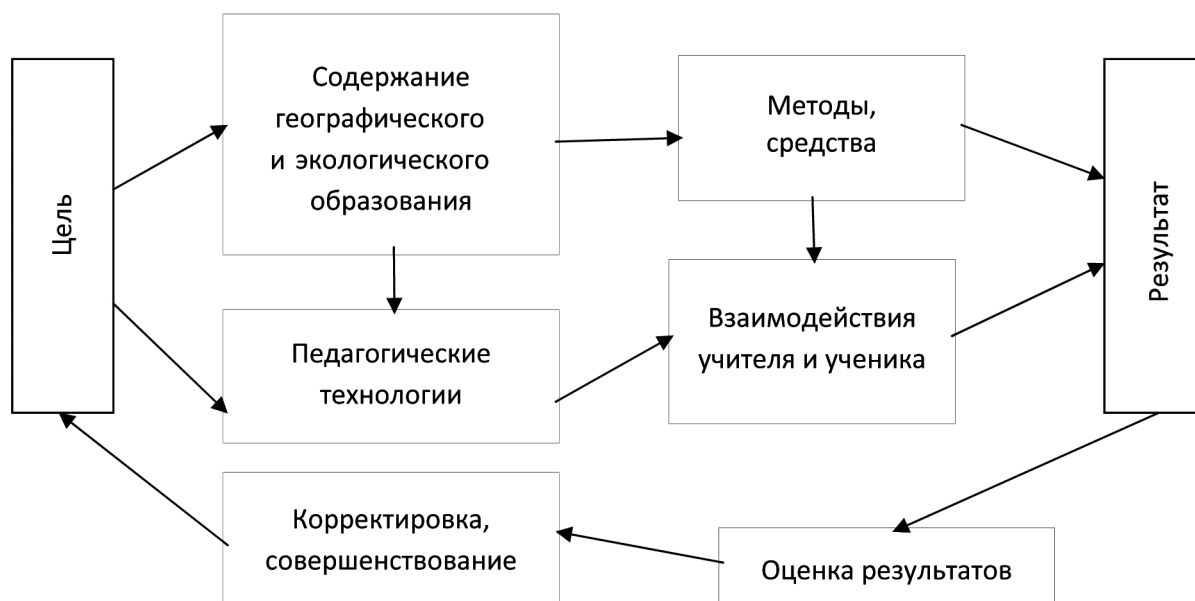 Цель
Содержание
географического
и экологического
образования
Методы,
средства
Результат
Педагогические
технологии
Взаимодействия
учителя и ученика
Корректировка,
совершенствование
Оценка результатов